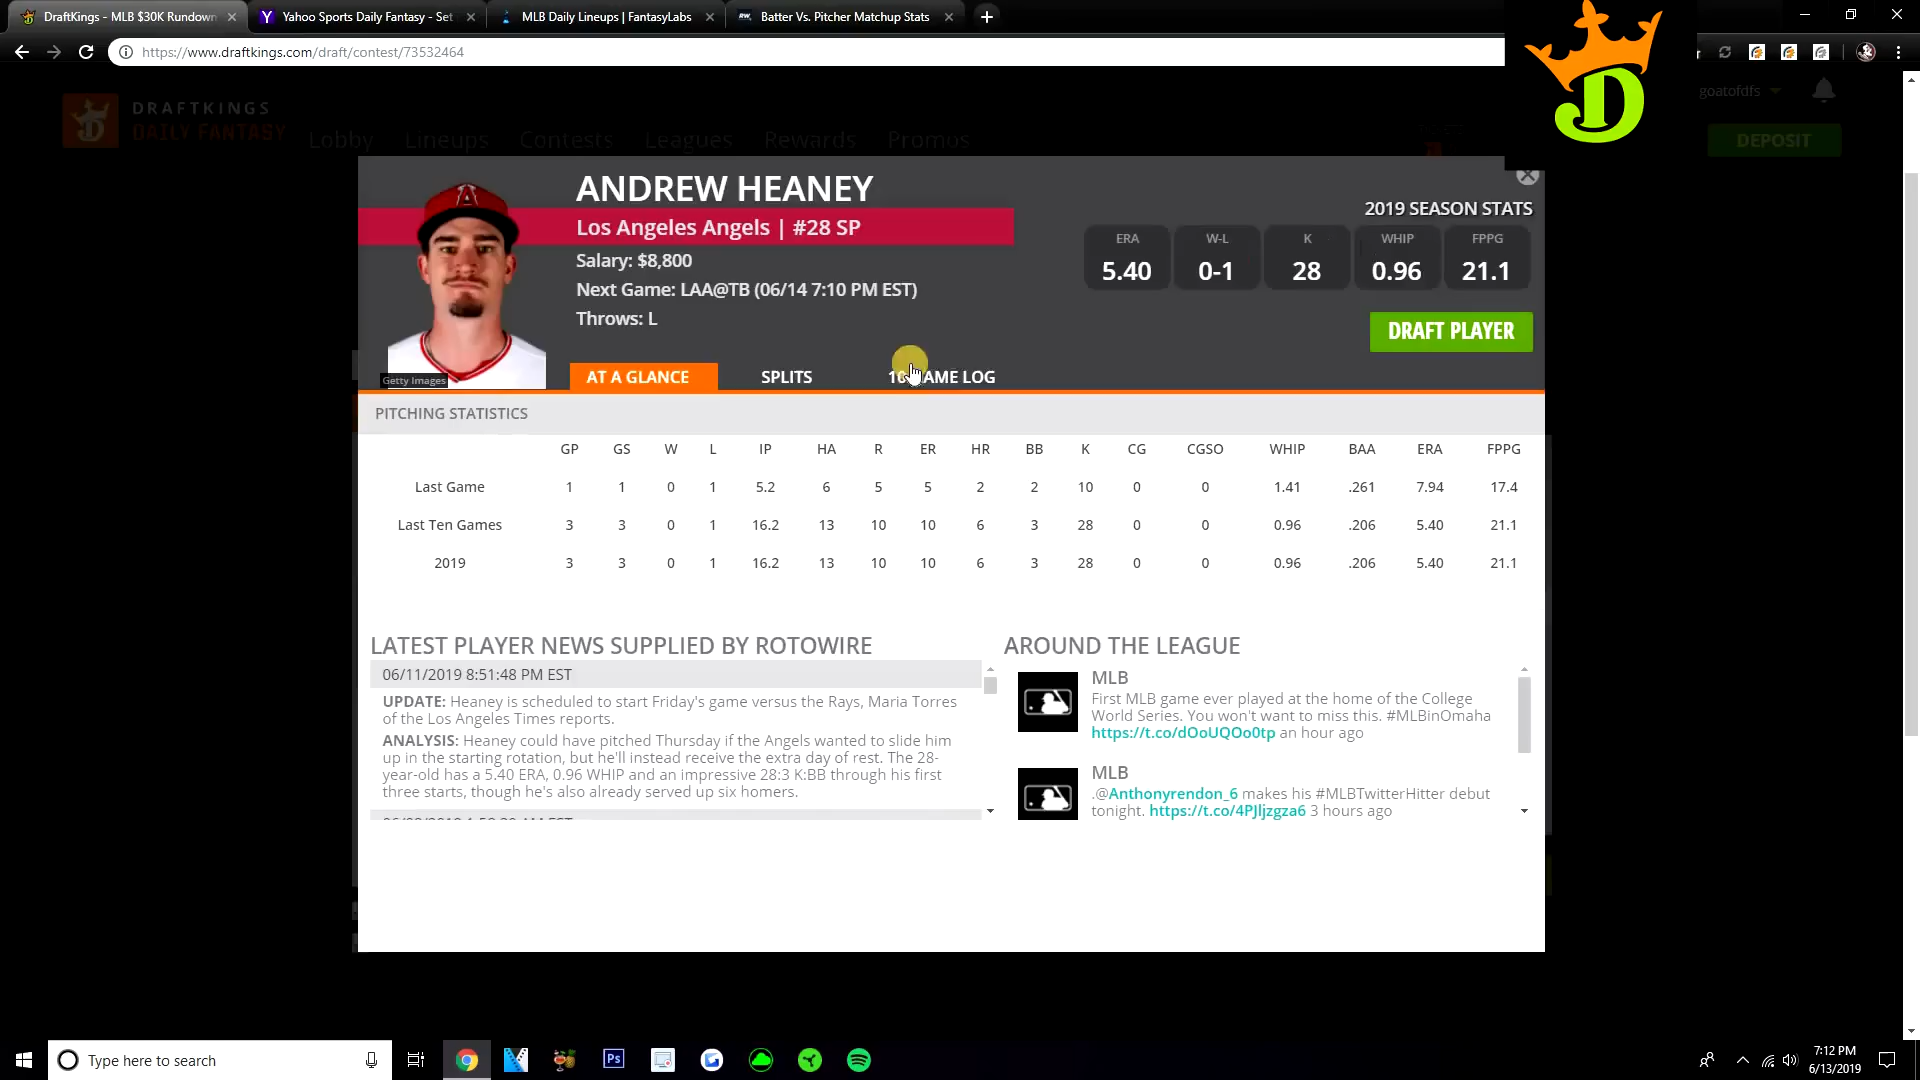 DraftKings - MLB $30K Rundown
Yahoo Sports Daily Fantasy - Set
MLB Daily Lineups | FantasyLabs
RW Batter Vs. Pitcher Matchup Stats
https://www.draftkings.com/draft/contest/73532464
DRAFTKINGS
DAILY FANTASY
Lobby Lineups Contests Leagues Rewards Promos
goatofdfs
DEPOSIT
ANDREW HEANEY
Los Angeles Angels | #28 SP
Salary: $8,800
Next Game: LAA@TB (06/14 7:10 PM EST)
Throws: L
Getty Images
2019 SEASON STATS
ERA W-L K WHIP FPPG
5.40 0-1 28 0.96 21.1
DRAFT PLAYER
AT A GLANCE SPLITS LOG
PITCHING STATISTICS
GP GS W L IP HA R ER HR BB K CG CGSO WHIP BAA ERA FPPG
Last Game 1 1 0 1 5.2 6 5 5 2 2 10 0 0 1.41 .261 7.94 17.4
Last Ten Games 3 3 0 1 16.2 13 10 10 6 3 28 0 0 0.96 .206 5.40 21.1
2019 3 3 0 1 16.2 13 10 10 6 3 28 0 0 0.96 .206 5.40 21.1
LATEST PLAYER NEWS SUPPLIED BY ROTOWIRE
06/11/2019 8:51:48 PM EST
UPDATE: Heaney is scheduled to start Friday's game versus the Rays, Maria Torres
of the Los Angeles Times reports.
ANALYSIS: Heaney could have pitched Thursday if the Angels wanted to slide him
up in the starting rotation, but he'll instead receive the extra day of rest. The 28-
year-old has a 5.40 ERA, 0.96 WHIP and an impressive 28:3 K:BB through his first
three starts, though he's also already served up six homers.
AROUND THE LEAGUE
MLB
First MLB game ever played at the home of the College
World Series. You won't want to miss this. #MLBinOmaha
https://t.co/dOoUQOo0tp an hour ago
MLB
.@Anthonyrendon_6 makes his #MLBTwitterHitter debut
tonight. https://t.co/4PJljzgza6 3 hours ago
Type here to search
Ps
7:12 PM
6/13/2019